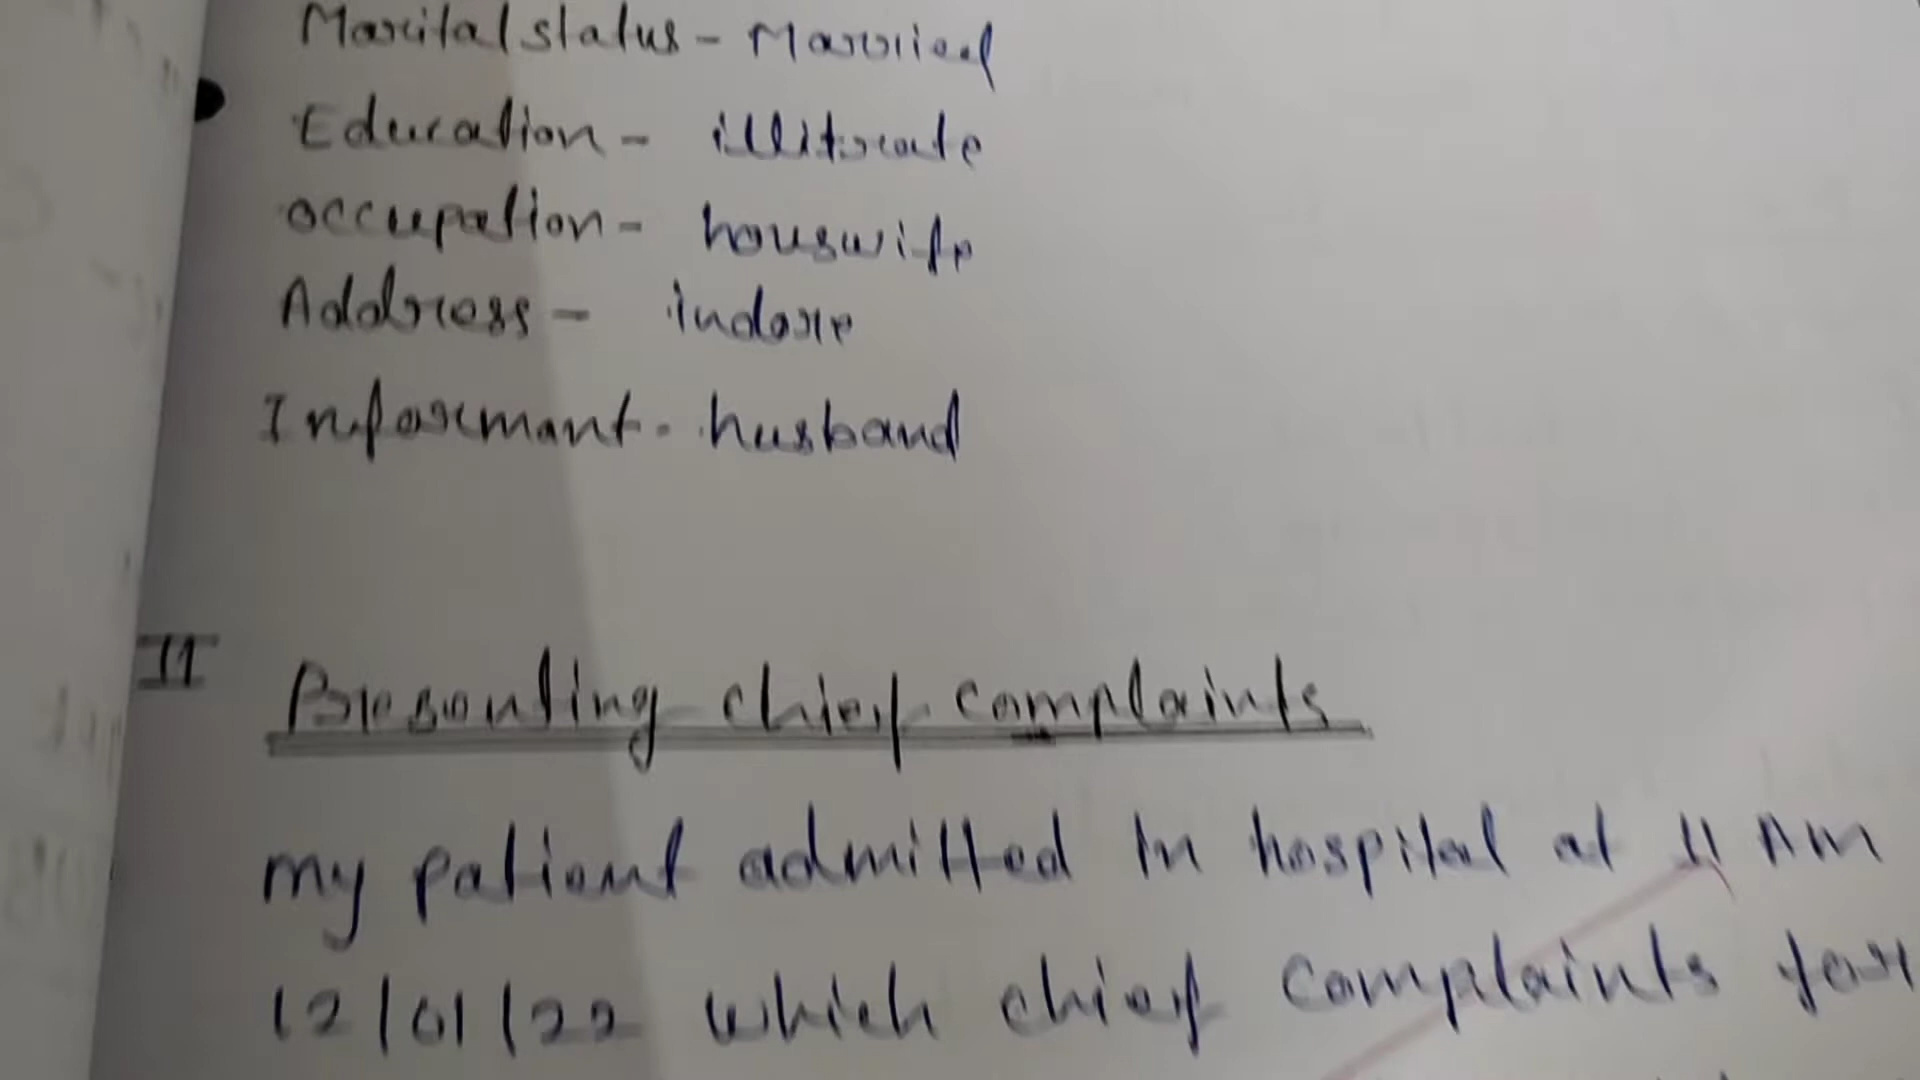 Marital status - Married
Education - illitrate
occupation - houswife
Address - indore
Informant - husband
II Presenting chief complaints
my patient admitted in hospital at 11 AM
12/01/22 which chief complaints for